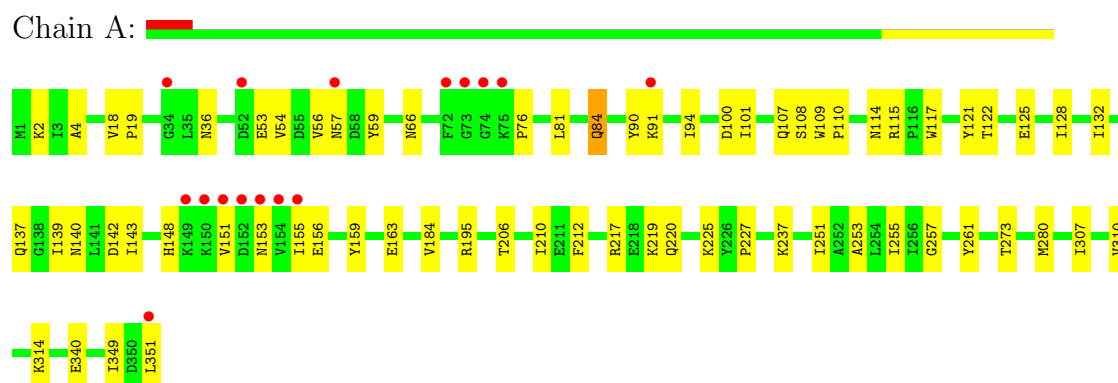 Chain A:
M1 K2 I3 A4 V18 P19 G34 L35 N36 D52 E53 V54 D55 V56 N57 D58 Y59 N66 F72 G73 G74 K75 P76 L81 Q84 Y90 K91 I94 D100 I101 Q107 S108 W109 P110 N114 R115 P116 W117 Y121 T122 E125 I128 I132
Q137 G138 I139 N140 L141 D142 I143 H148 K149 K150 V151 D152 N153 V154 I155 E156 Y159 E163 V184 R195 T206 I210 E211 F212 R217 E218 K219 Q220 K225 Y226 P227 K237 I251 A252 A253 L254 I255 I256 G257 Y261 T273 M280 I307 V310
K314 E340 I349 D350 L351